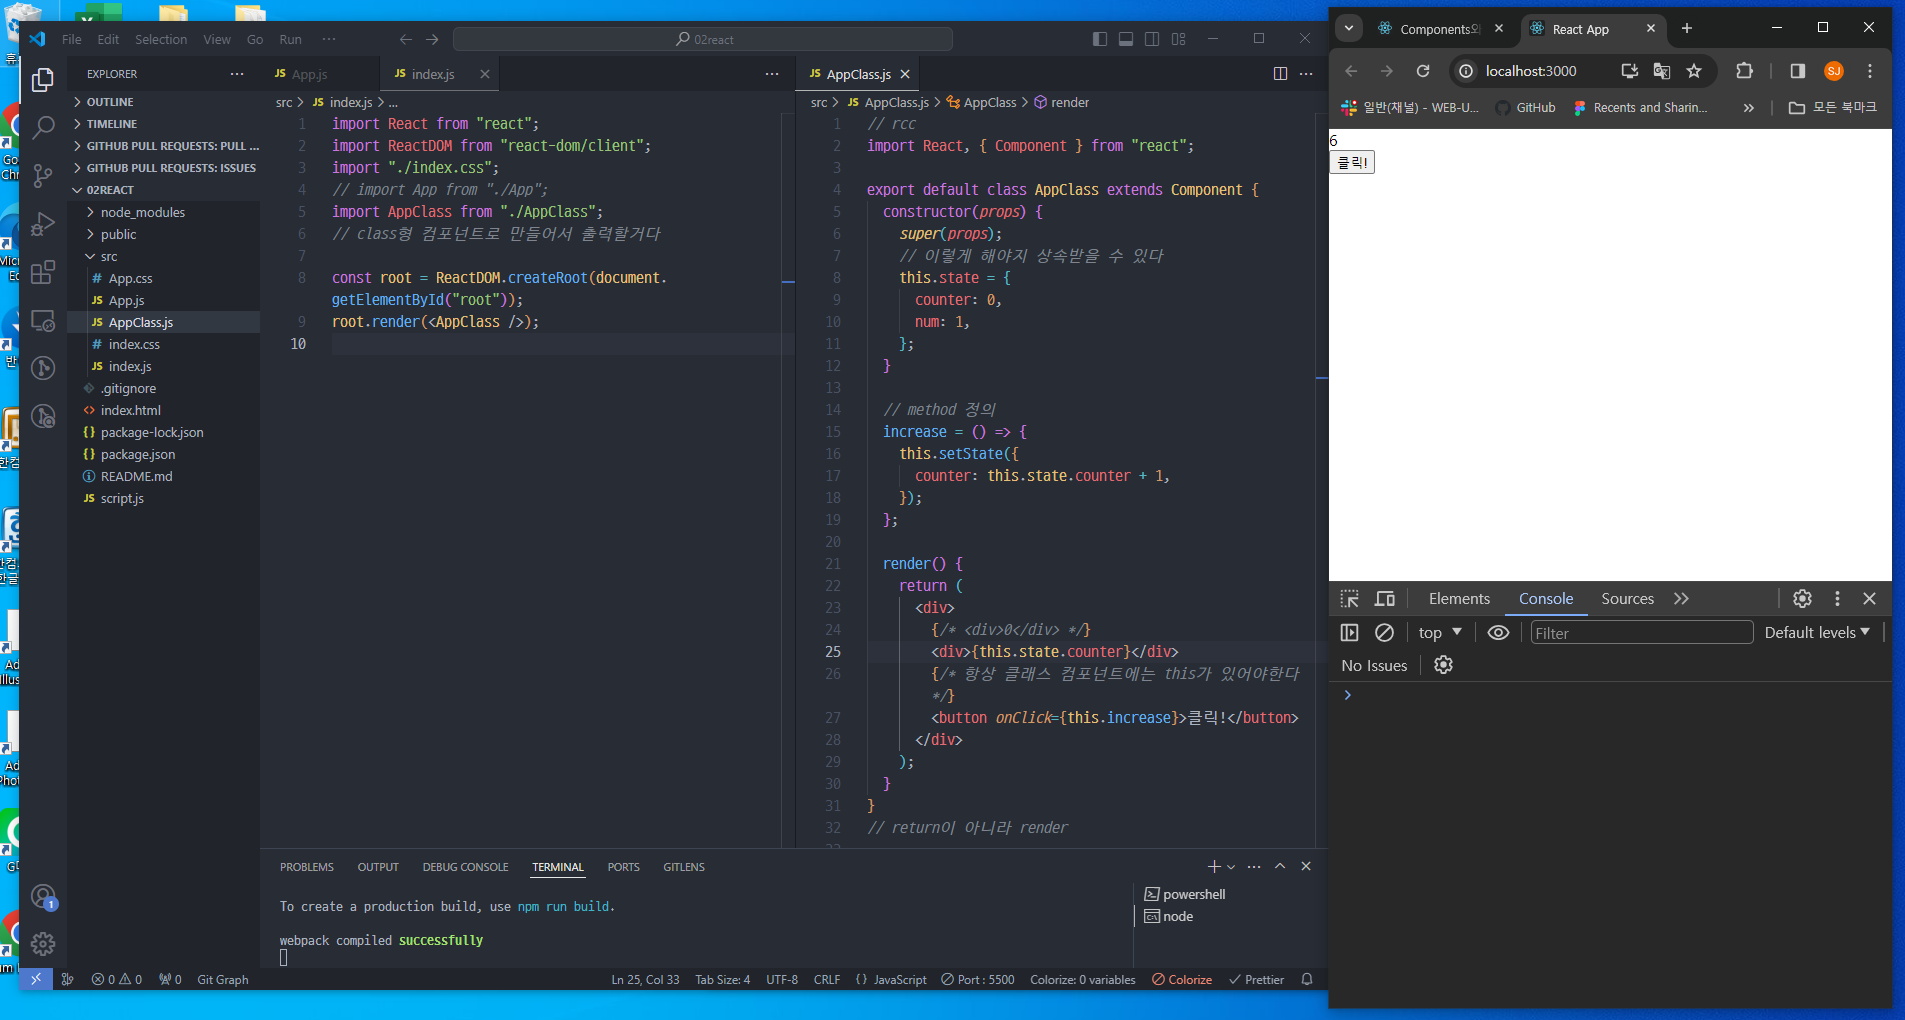 File Edit Selection View Go Run ··· 02react
EXPLORER ···
OUTLINE
TIMELINE
GITHUB PULL REQUESTS: PULL ...
GITHUB PULL REQUESTS: ISSUES
02REACT
node_modules
public
src
# App.css
JS App.js
JS AppClass.js
# index.css
JS index.js
.gitignore
<> index.html
{} package-lock.json
{} package.json
README.md
JS script.js
JS App.js JS index.js ···
src > JS index.js > ...
1 import React from "react";
2 import ReactDOM from "react-dom/client";
3 import "./index.css";
4 // import App from "./App";
5 import AppClass from "./AppClass";
6 // class형 컴포넌트로 만들어서 출력할거다
7
8 const root = ReactDOM.createRoot(document.
getElementById("root"));
9 root.render(<AppClass />);
10
JS AppClass.js ···
src > JS AppClass.js > AppClass > render
1 // rcc
2 import React, { Component } from "react";
3
4 export default class AppClass extends Component {
5 constructor(props) {
6 super(props);
7 // 이렇게 해야지 상속받을 수 있다
8 this.state = {
9 counter: 0,
10 num: 1,
11 };
12 }
13
14 // method 정의
15 increase = () => {
16 this.setState({
17 counter: this.state.counter + 1,
18 });
19 };
20
21 render() {
22 return (
23 <div>
24 {/* <div>0</div> */}
25 <div>{this.state.counter}</div>
26 {/* 항상 클래스 컴포넌트에는 this가 있어야한다
*/}
27 <button onClick={this.increase}>클릭!</button>
28 </div>
29 );
30 }
31 }
32 // return이 아니라 render
PROBLEMS OUTPUT DEBUG CONSOLE TERMINAL PORTS GITLENS
To create a production build, use npm run build.
webpack compiled successfully
powershell
node
1
0 0 0 Git Graph Ln 25, Col 33 Tab Size: 4 UTF-8 CRLF {} JavaScript Port : 5500 Colorize: 0 variables Colorize Prettier
Components와 React App
localhost:3000 SJ
일반(채널) - WEB-U... GitHub Recents and Sharin... » 모든 북마크
6
클릭!
Elements Console Sources
top Filter Default levels
No Issues